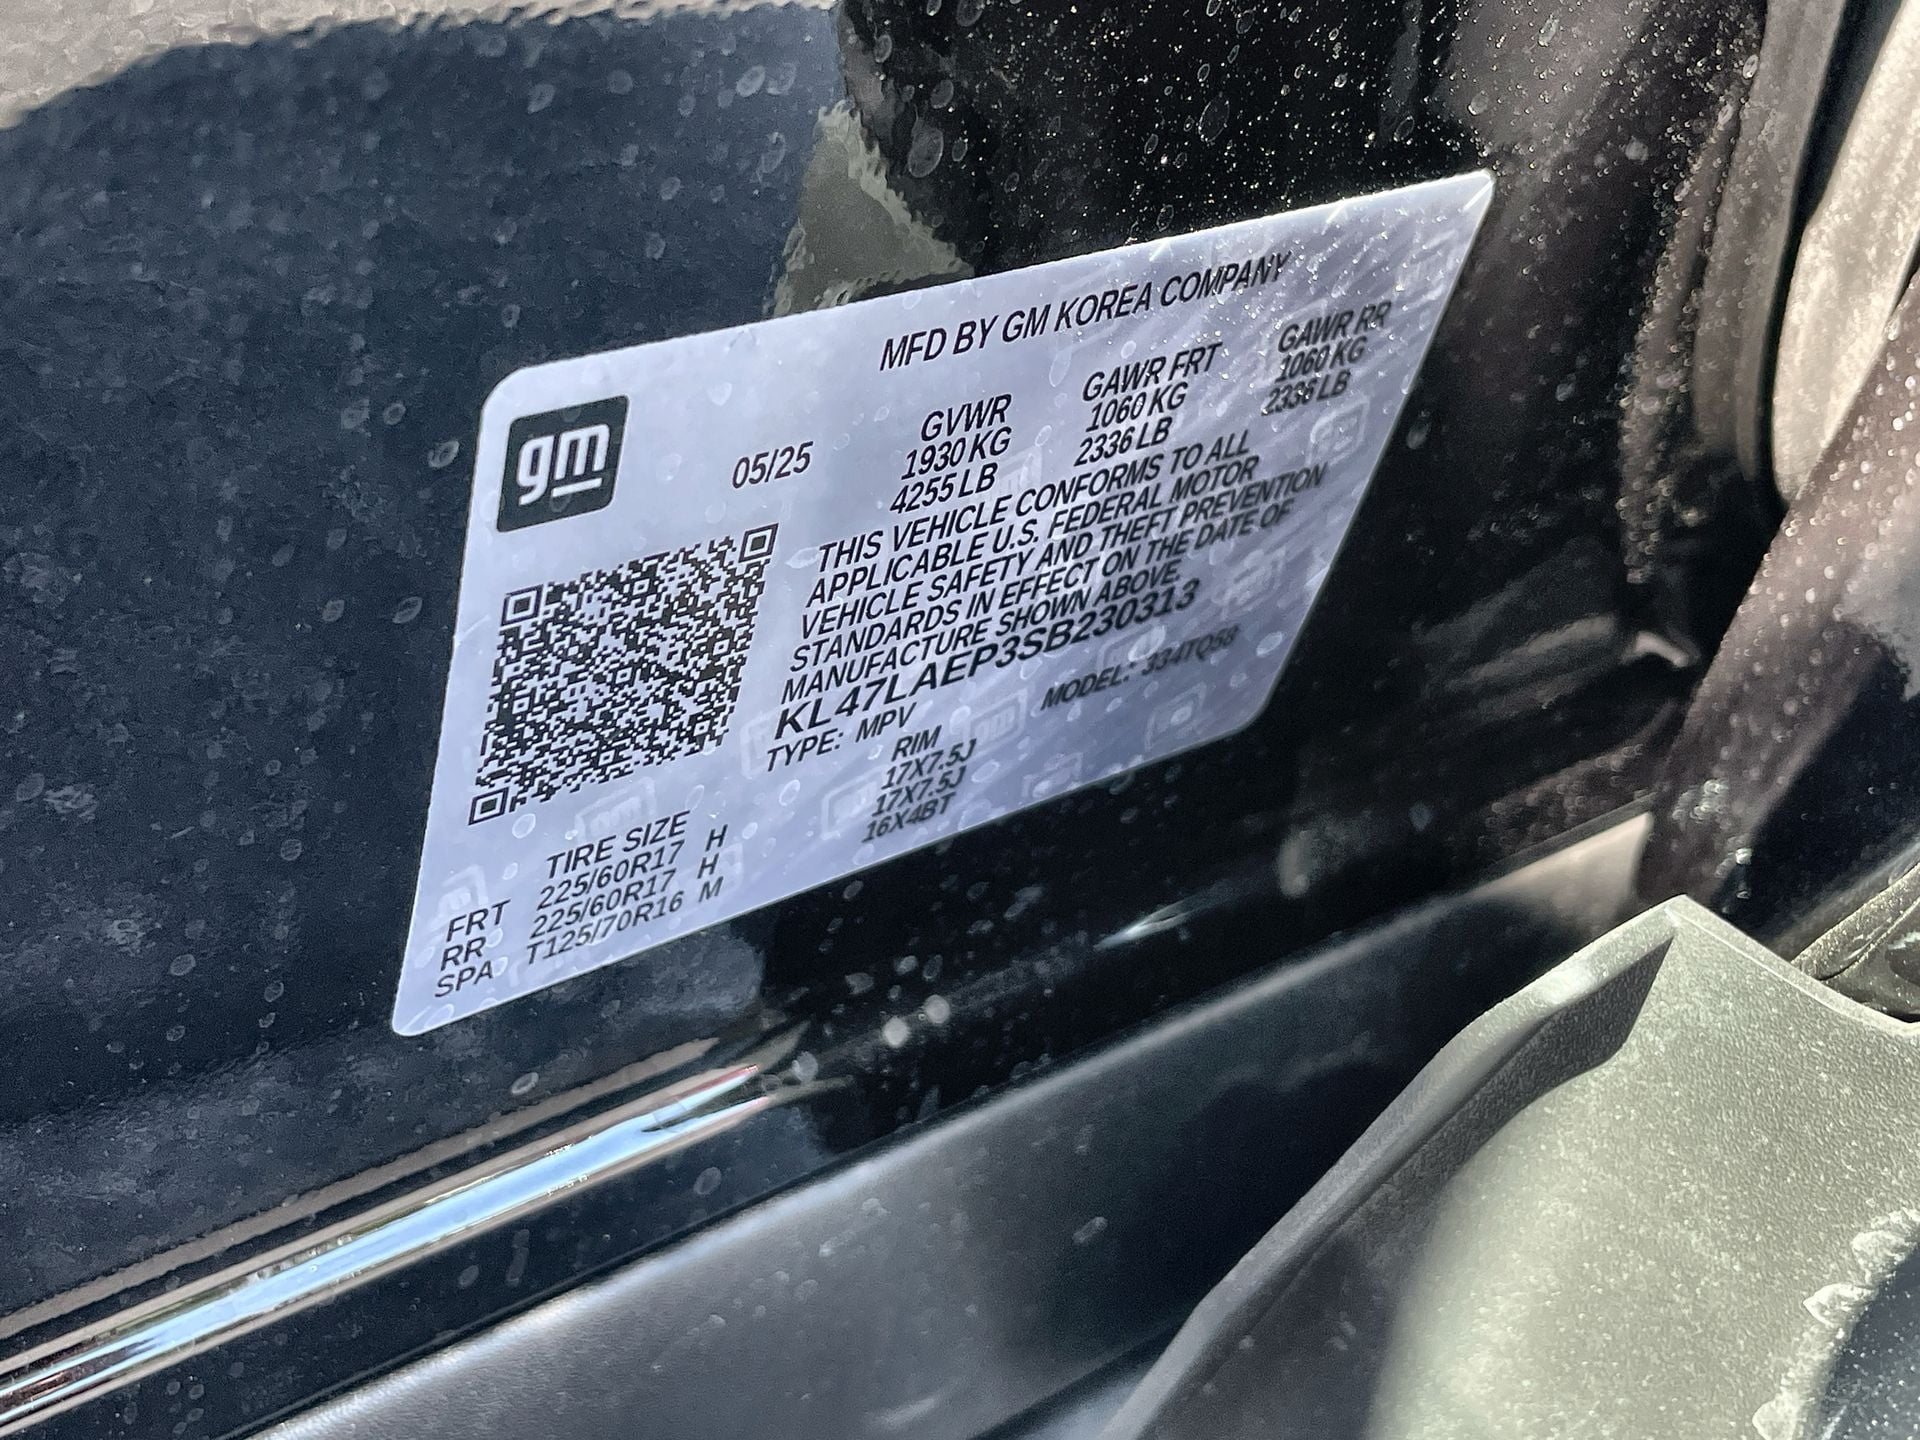 MFD BY GM KOREA COMPANY
gm
05/25
GVWR GAWR FRT GAWR RR
1930 KG 1060 KG 1060 KG
4255 LB 2336 LB 2336 LB
THIS VEHICLE CONFORMS TO ALL
APPLICABLE U.S. FEDERAL MOTOR
VEHICLE SAFETY AND THEFT PREVENTION
STANDARDS IN EFFECT ON THE DATE OF
MANUFACTURE SHOWN ABOVE.
KL47LAEP3SB230313
TYPE: MPV MODEL: 334TQ58
TIRE SIZE RIM
FRT 225/60R17 H 17X7.5J
RR 225/60R17 H 17X7.5J
SPA T125/70R16 M 16X4BT